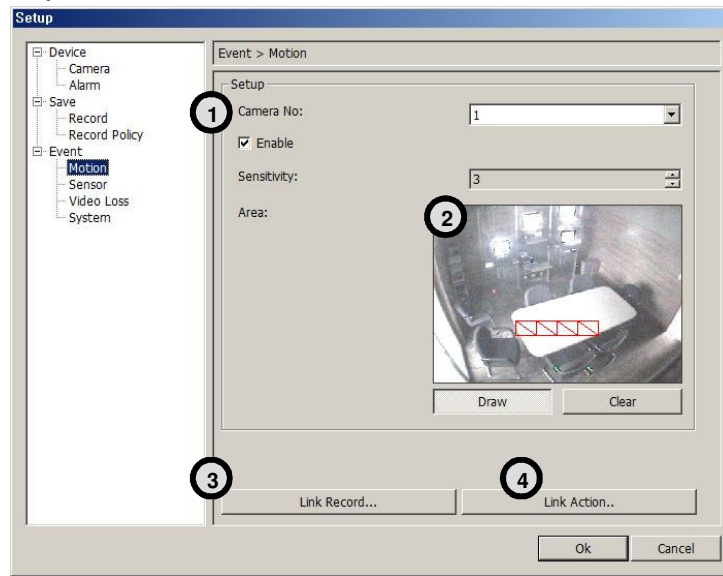 Setup
Device
Camera
Alarm
Save
Record
Record Policy
Event
Motion
Sensor
Video Loss
System
Event > Motion
Setup
1
Camera No:
1
Enable
Sensitivity:
3
Area:
2
Draw
Clear
3
Link Record...
4
Link Action..
Ok
Cancel